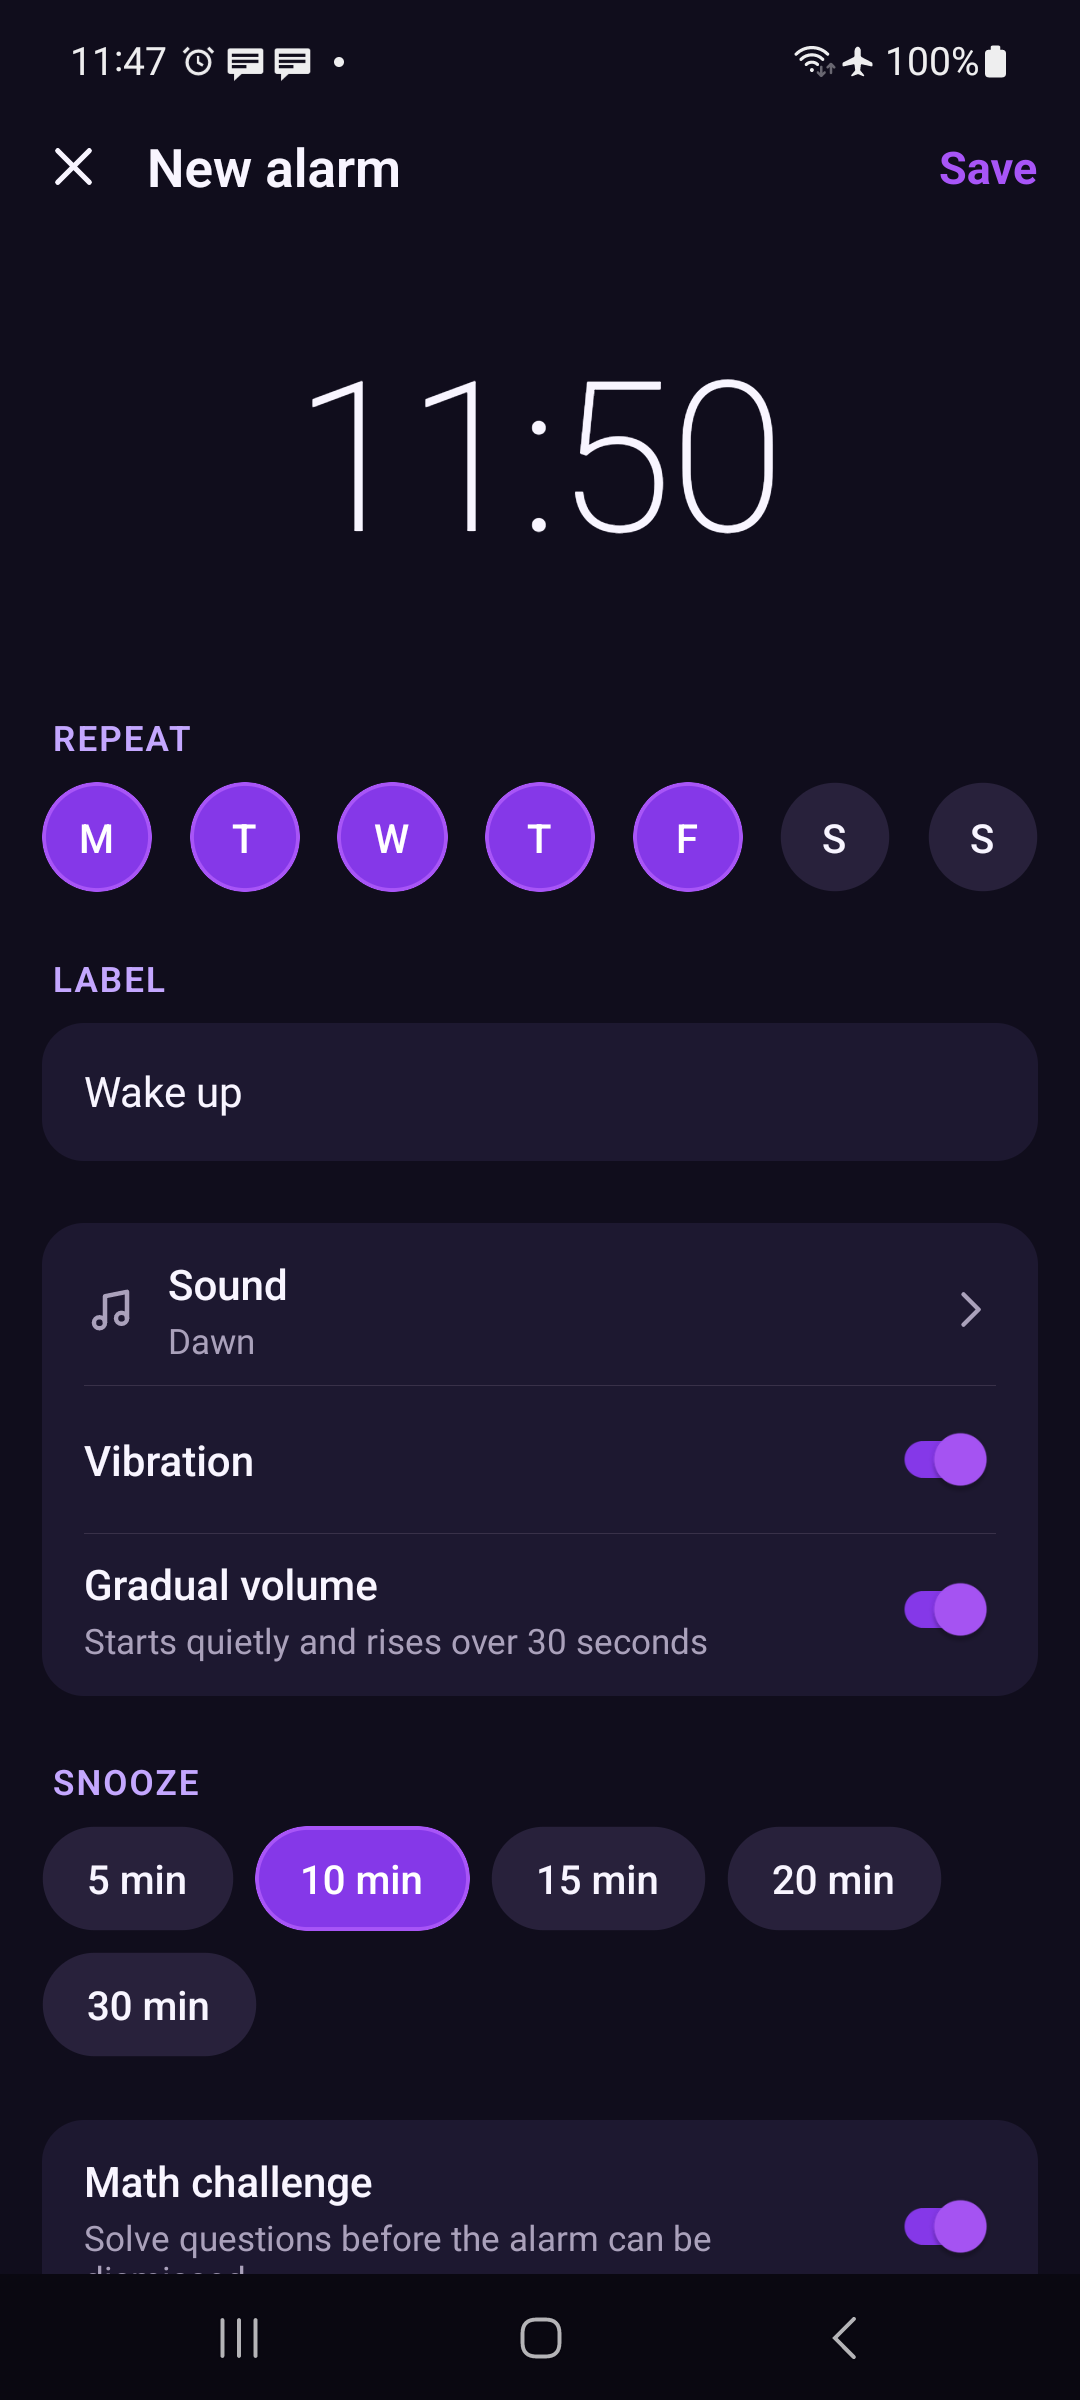 11:47
100%
New alarm
Save
11:50
REPEAT
M T W T F S S
LABEL
Wake up
Sound
Dawn
Vibration
Gradual volume
Starts quietly and rises over 30 seconds
SNOOZE
5 min 10 min 15 min 20 min
30 min
Math challenge
Solve questions before the alarm can be